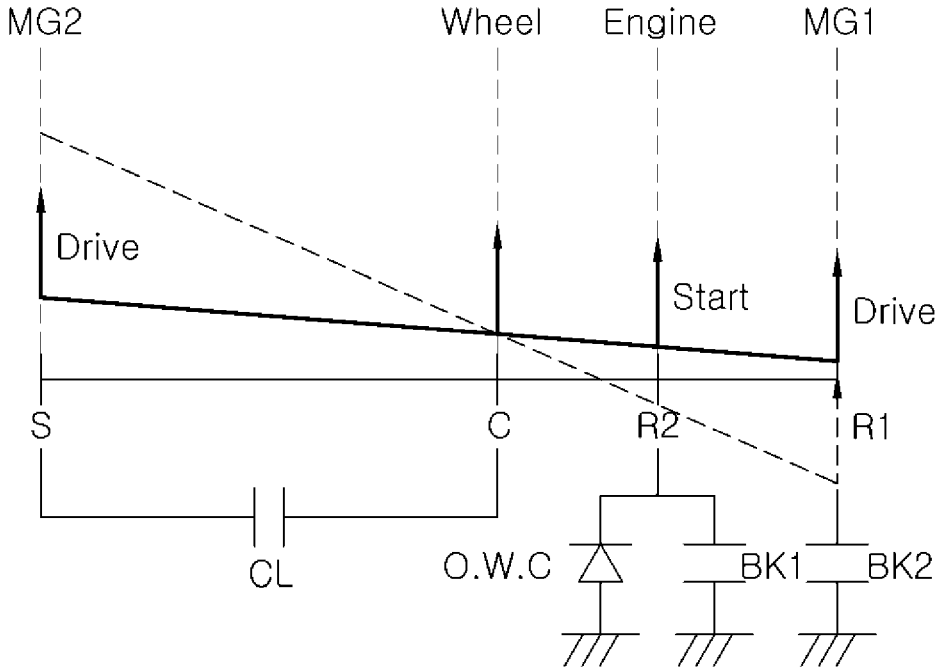 MG2 Wheel Engine MG1
Drive
Start
Drive
S C R2 R1
CL O.W.C BK1 BK2